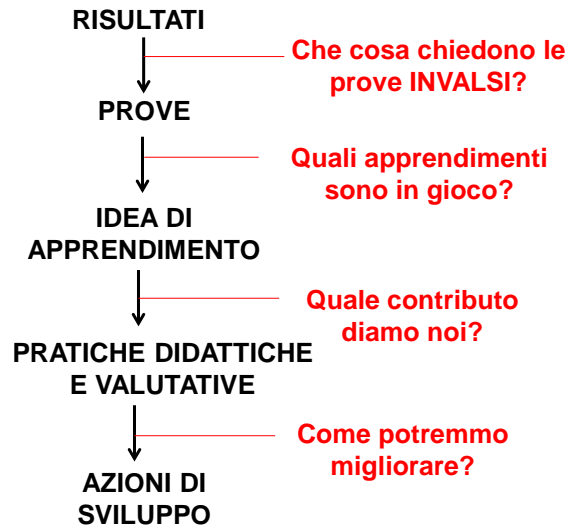 RISULTATI
Che cosa chiedono le
prove INVALSI?
PROVE
Quali apprendimenti
sono in gioco?
IDEA DI
APPRENDIMENTO
Quale contributo
diamo noi?
PRATICHE DIDATTICHE
E VALUTATIVE
Come potremmo
migliorare?
AZIONI DI
SVILUPPO